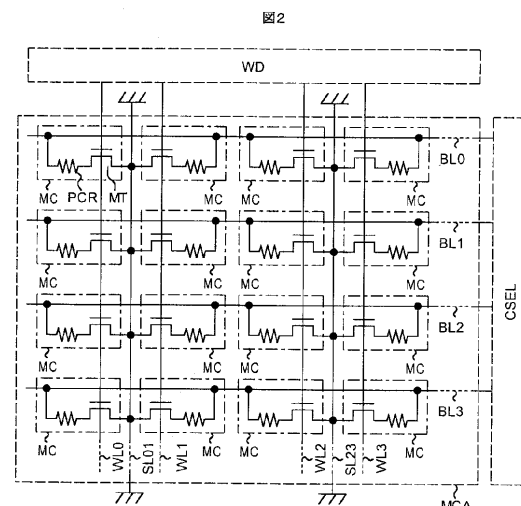 図2
WD
BL0
MC PCR MT MC MC MC
BL1
MC MC MC MC
CSEL
BL2
MC MC MC MC
BL3
MC MC MC MC
WL0 SL01 WL1 WL2 SL23 WL3
MCA